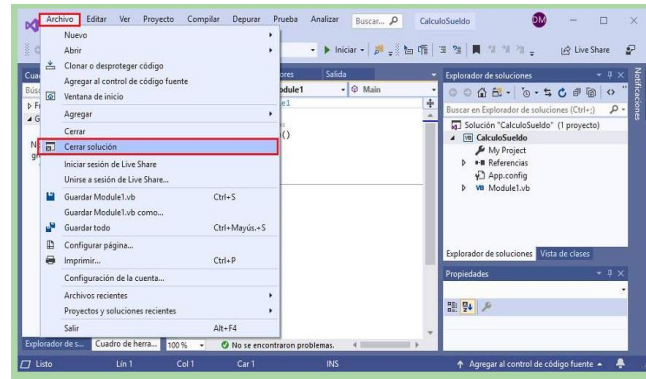 Archivo Editar Ver Proyecto Compilar Depurar Prueba Analizar Buscar... CalculoSueldo DM
Iniciar Live Share
Nuevo
Abrir
Clonar o desproteger código
Agregar al control de código fuente
Ventana de inicio
Agregar
Cerrar
Cerrar solución
Iniciar sesión de Live Share
Unirse a sesión de Live Share...
Guardar Module1.vb Ctrl+S
Guardar Module1.vb como...
Guardar todo Ctrl+Mayús.+S
Configurar página...
Imprimir... Ctrl+P
Configuración de la cuenta...
Archivos recientes
Proyectos y soluciones recientes
Salir Alt+F4
Salida
Main
()
Explorador de soluciones
Buscar en Explorador de soluciones (Ctrl+;)
Solución "CalculoSueldo" (1 proyecto)
VB CalculoSueldo
My Project
Referencias
App.config
VB Module1.vb
Explorador de soluciones Vista de clases
Propiedades
Notificaciones
Explorador de s... Cuadro de herra... 100 % No se encontraron problemas.
Listo Lín 1 Col 1 Car 1 INS Agregar al control de código fuente